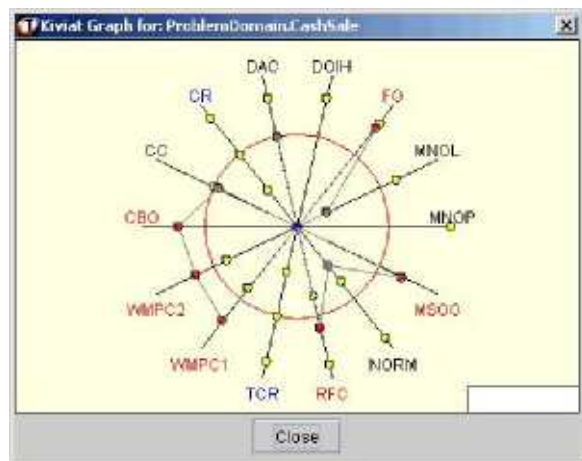 Kiviat Graph for: ProblemDomain.CashSale
DAC DOIH
CR FO
CC MNOL
CBO MNOP
WMPC2 MSOO
WMPC1 NORM
TCR RFC
Close